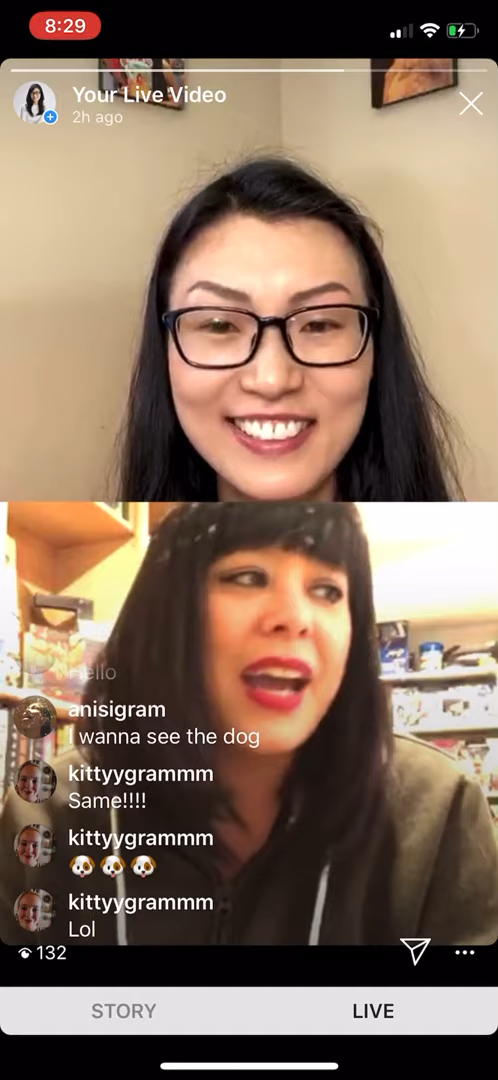 8:29
Your Live Video
2h ago
Hello
anisigram
I wanna see the dog
kittyygrammm
Same!!!!
kittyygrammm
🐶🐶🐶
kittyygrammm
Lol
132
STORY
LIVE